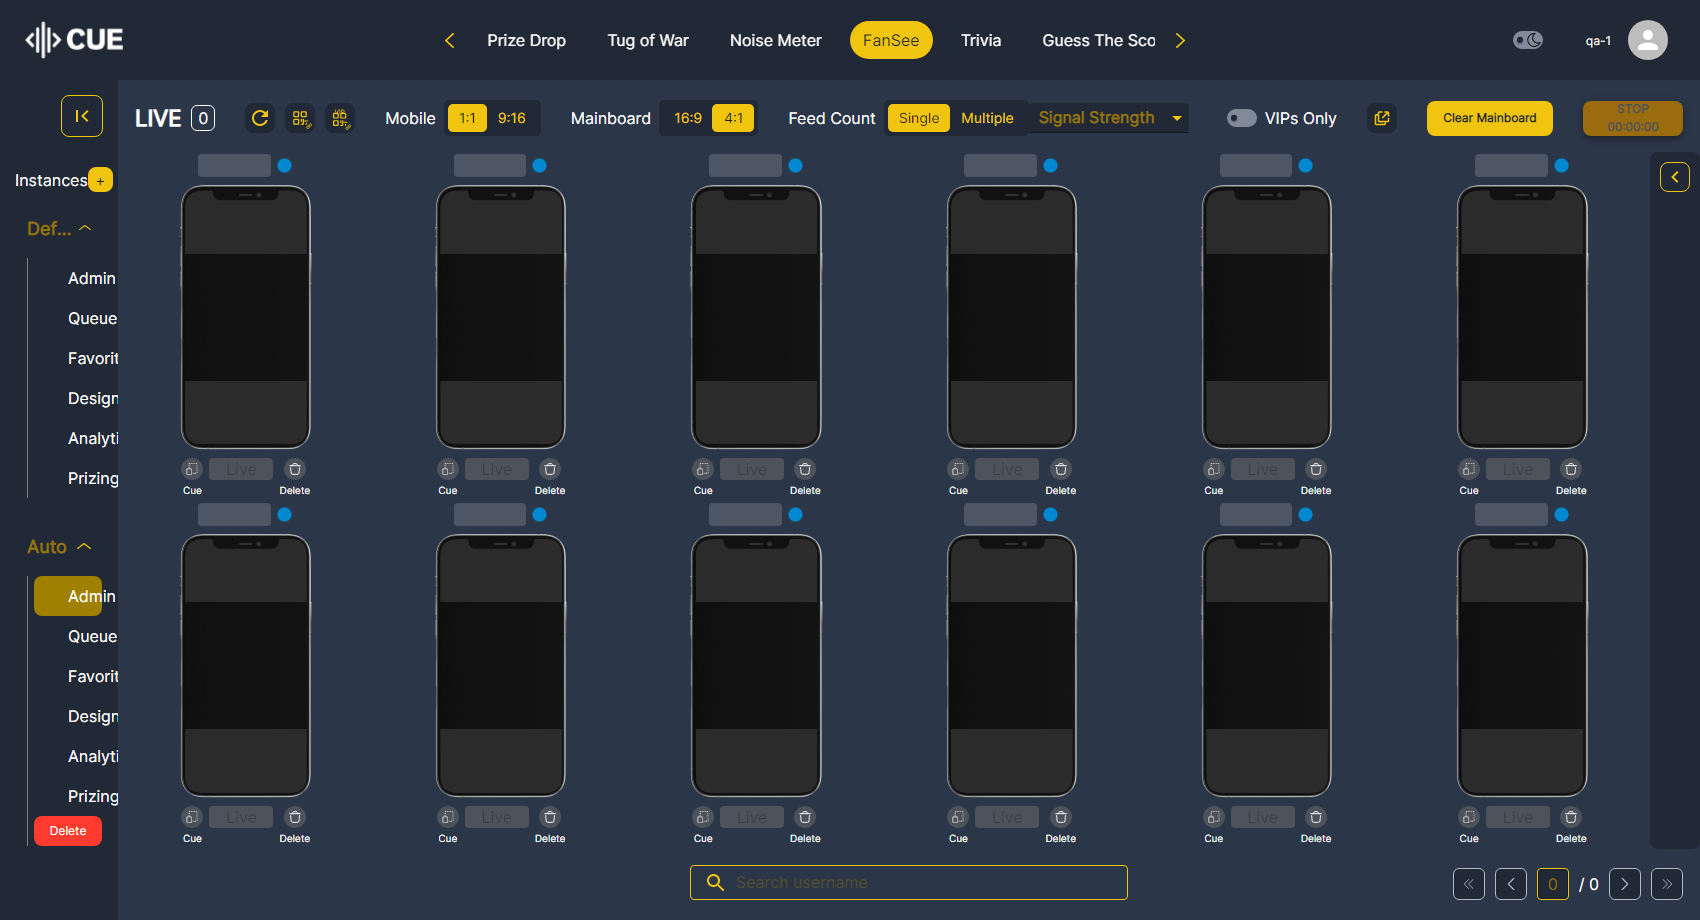 CUE
Prize Drop Tug of War Noise Meter FanSee Trivia Guess The Sco
qa-1
LIVE 0 Mobile 1:1 9:16 Mainboard 16:9 4:1 Feed Count Single Multiple Signal Strength VIPs Only Clear Mainboard STOP
00:00:00
Instances +
Def...
Admin
Queue
Favorit
Design
Analyti
Prizing
Live Live Live Live Live Live
Cue Delete Cue Delete Cue Delete Cue Delete Cue Delete Cue Delete
Auto
Admin
Queue
Favorit
Design
Analyti
Prizing
Delete
Live Live Live Live Live Live
Cue Delete Cue Delete Cue Delete Cue Delete Cue Delete Cue Delete
Search username
0 / 0